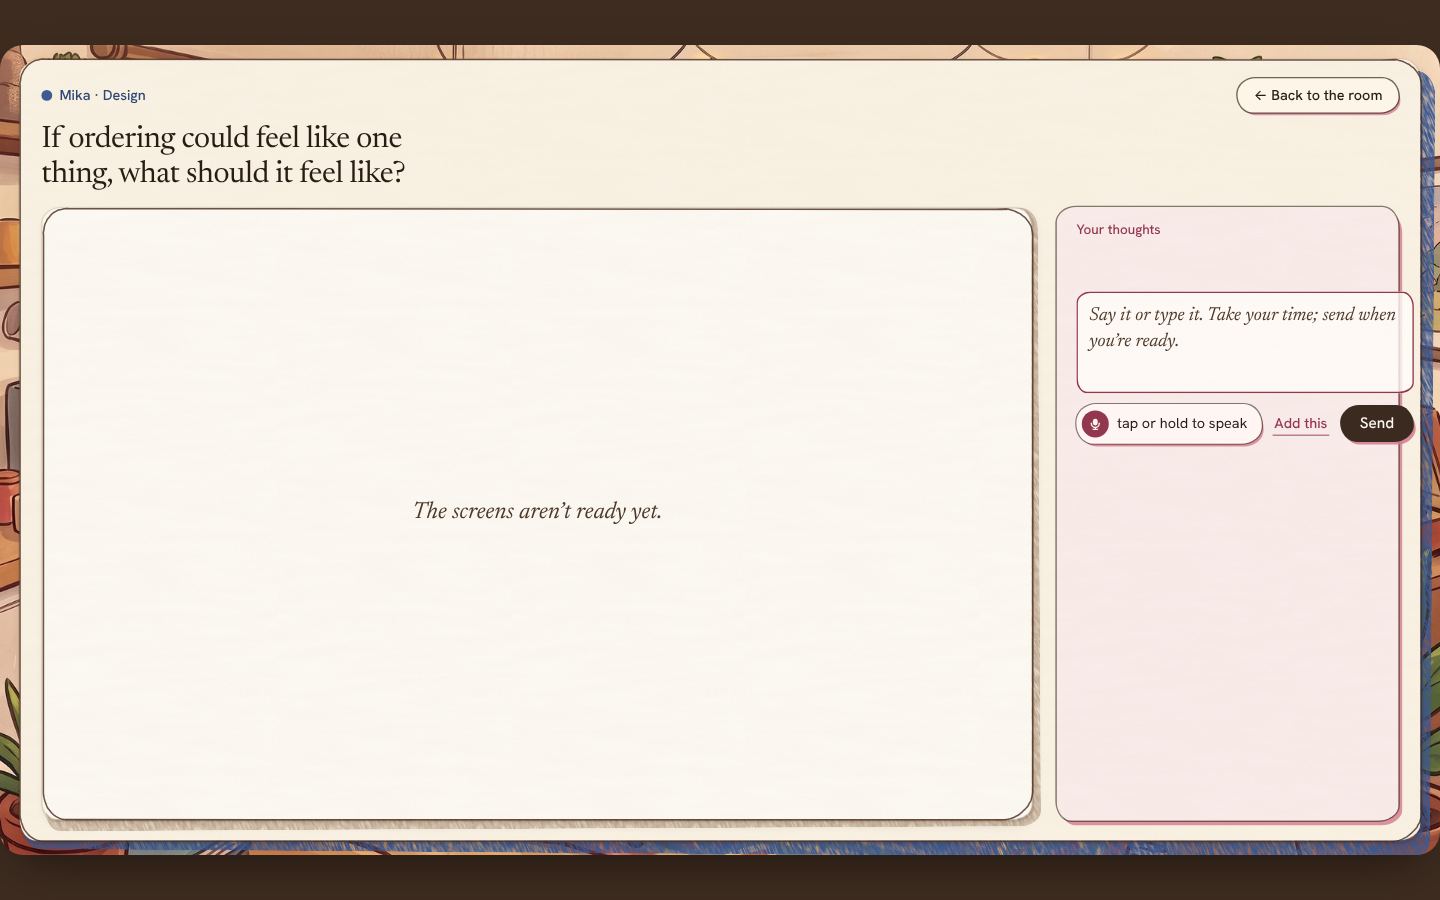 Mika · Design
← Back to the room
If ordering could feel like one
thing, what should it feel like?
Your thoughts
Say it or type it. Take your time; send when
you’re ready.
tap or hold to speak
Add this
Send
The screens aren’t ready yet.